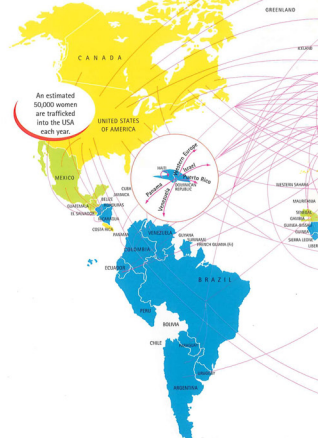 GREENLAND
ICELAND
CANADA
An estimated
50,000 women
are trafficked
into the USA
each year.
UNITED STATES
OF AMERICA
Western Europe
Israel
HAITI
Puerto Rico
DOMINICAN
REPUBLIC
Panama
Venezuela
MEXICO
CUBA
JAMAICA
BELIZE
HONDURAS
GUATEMALA
EL SALVADOR
NICARAGUA
COSTA RICA
PANAMA
WESTERN SAHARA
MAURITANIA
SENEGAL
GAMBIA
GUINEA-BISSAU
GUINEA
SIERRA LEONE
LIBER
VENEZUELA
GUYANA
SURINAME
FRENCH GUIANA (Fr)
COLOMBIA
ECUADOR
BRAZIL
PERU
BOLIVIA
CHILE
PARAGUAY
URUGUAY
ARGENTINA